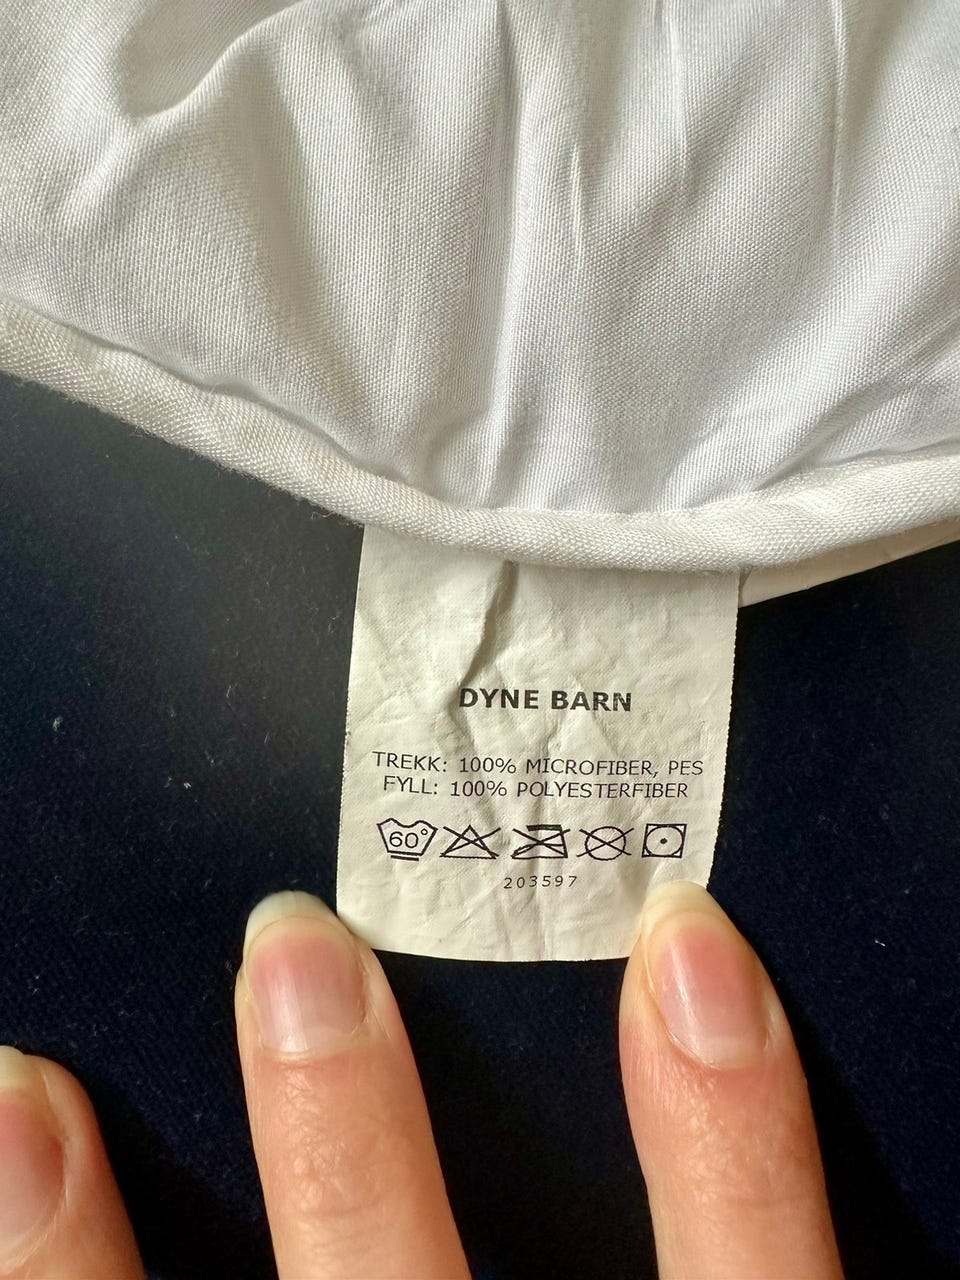 DYNE BARN
TREKK: 100% MICROFIBER, PES
FYLL: 100% POLYESTERFIBER
60°
203597